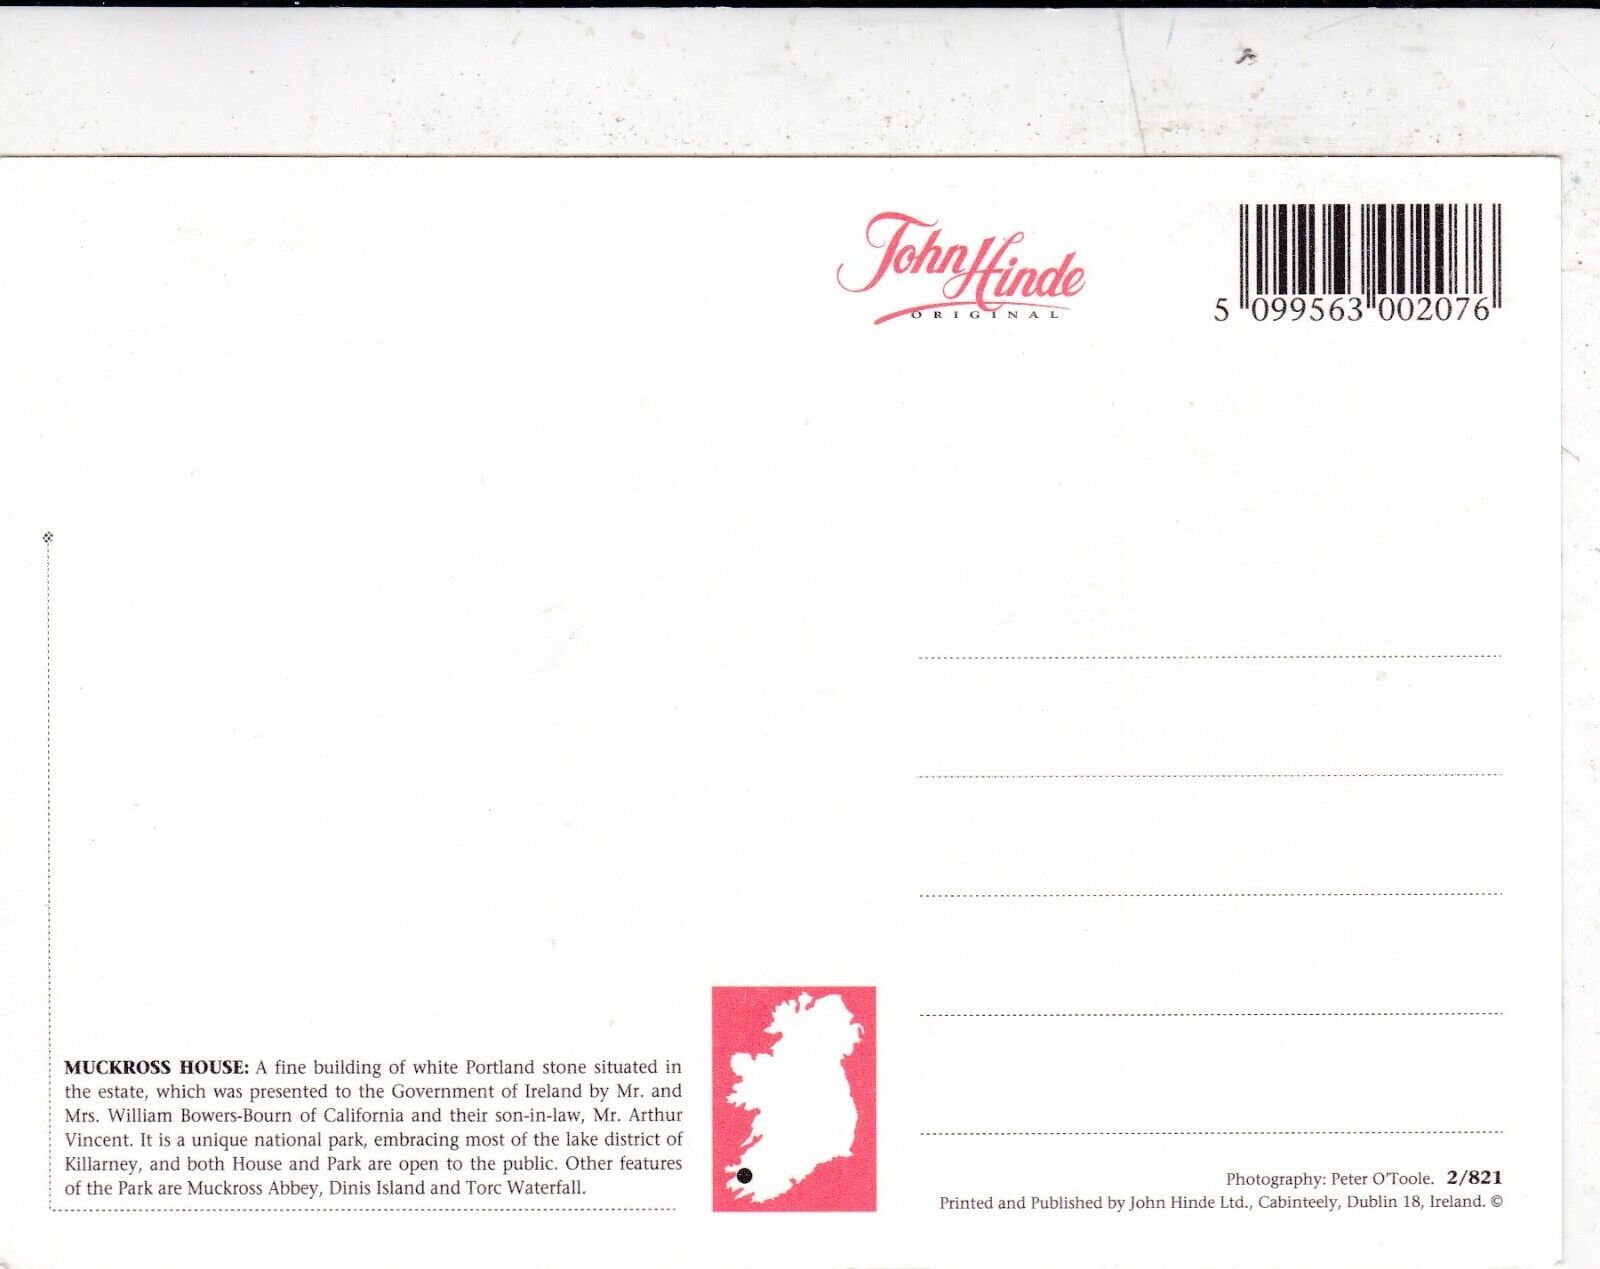 John Hinde
ORIGINAL
5 099563 002076
MUCKROSS HOUSE: A fine building of white Portland stone situated in
the estate, which was presented to the Government of Ireland by Mr. and
Mrs. William Bowers-Bourn of California and their son-in-law, Mr. Arthur
Vincent. It is a unique national park, embracing most of the lake district of
Killarney, and both House and Park are open to the public. Other features
of the Park are Muckross Abbey, Dinis Island and Torc Waterfall.
Photography: Peter O'Toole. 2/821
Printed and Published by John Hinde Ltd., Cabinteely, Dublin 18, Ireland. ©